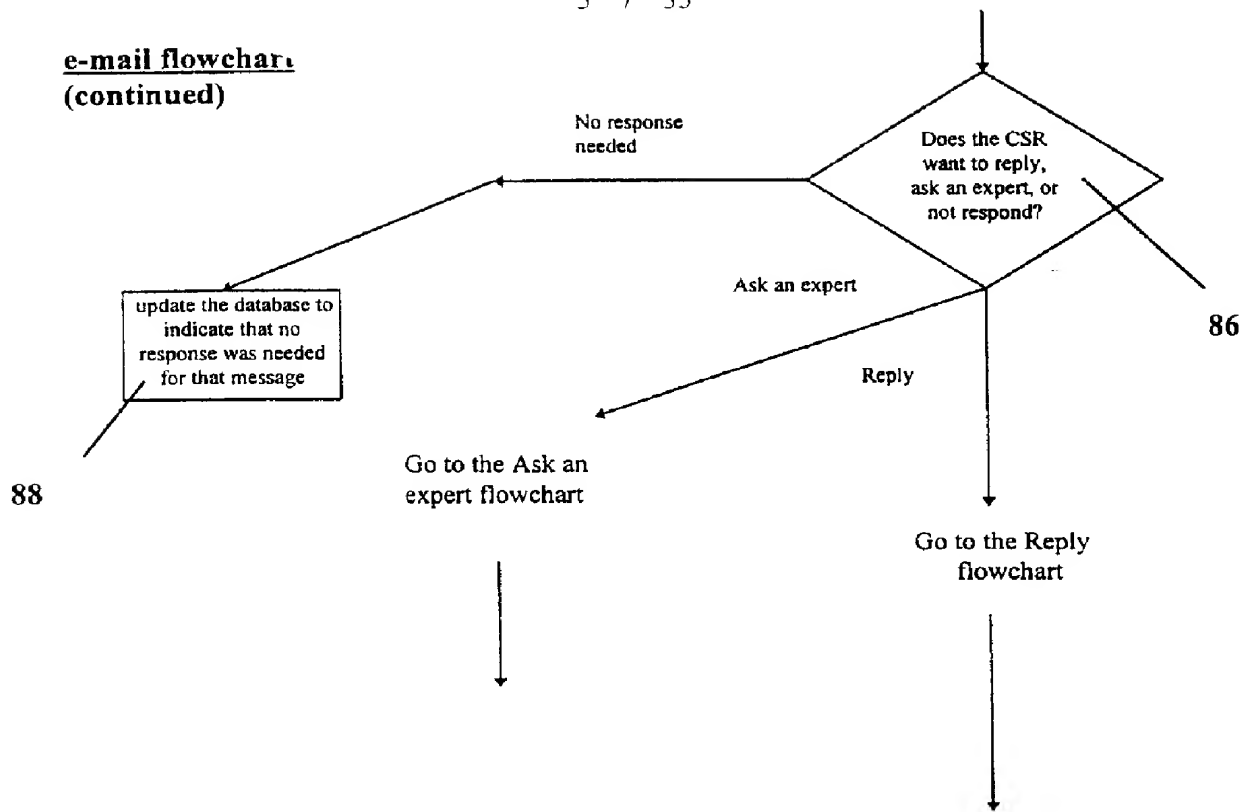 e-mail flowchart
(continued)
No response
needed
Does the CSR
want to reply,
ask an expert, or
not respond?
86
Ask an expert
Reply
update the database to
indicate that no
response was needed
for that message
88
Go to the Ask an
expert flowchart
Go to the Reply
flowchart